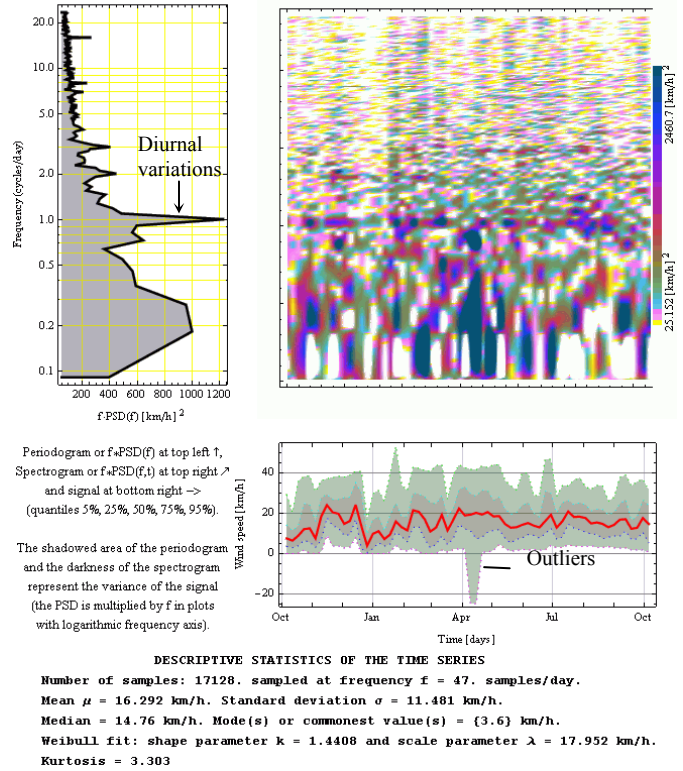 20.0
10.0
5.0
2.0
1.0
0.5
0.2
0.1
Frequency (cycles/day)
Diurnal
variations
200 400 600 800 1000 1200
f·PSD(f) [km/h] 2
2460.7 [km/h] 2
25.152 [km/h] 2
Periodogram or f*PSD(f) at top left ↑,
Spectrogram or f*PSD(f,t) at top right ↗
and signal at bottom right —>
(quantiles 5%, 25%, 50%, 75%, 95%).
The shadowed area of the periodogram
and the darkness of the spectrogram
represent the variance of the signal
(the PSD is multiplied by f in plots
with logarithmic frequency axis).
Wind speed [km/h]
40
20
0
−20
Outliers
Oct Jan Apr Jul Oct
Time [days]
DESCRIPTIVE STATISTICS OF THE TIME SERIES
Number of samples: 17128. sampled at frequency f = 47. samples/day.
Mean μ = 16.292 km/h. Standard deviation σ = 11.481 km/h.
Median = 14.76 km/h. Mode(s) or commonest value(s) = {3.6} km/h.
Weibull fit: shape parameter k = 1.4408 and scale parameter λ = 17.952 km/h.
Kurtosis = 3.303